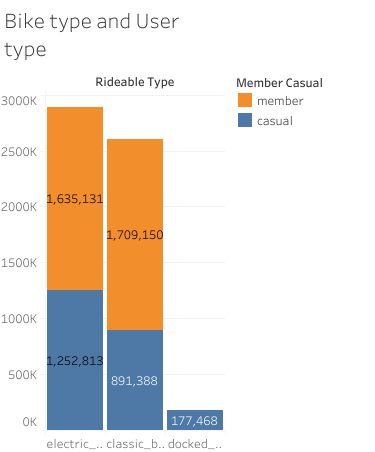 Bike type and User
type
Rideable Type
Member Casual
member
casual
3000K
2500K
2000K
1500K
1000K
500K
0K
1,635,131
1,709,150
1,252,813
891,388
177,468
electric_..
classic_b..
docked_..